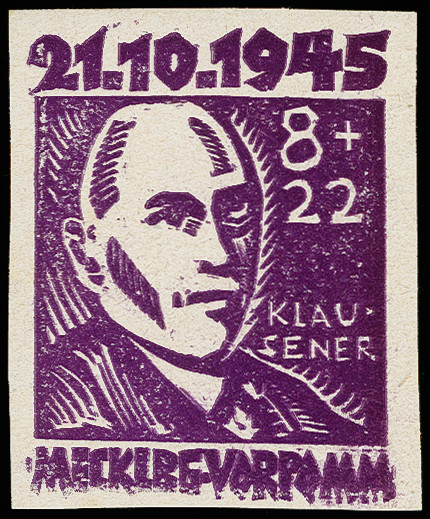 21.10.1945
8+
22
KLAU-
SENER
MECKLBG-VORPOMM